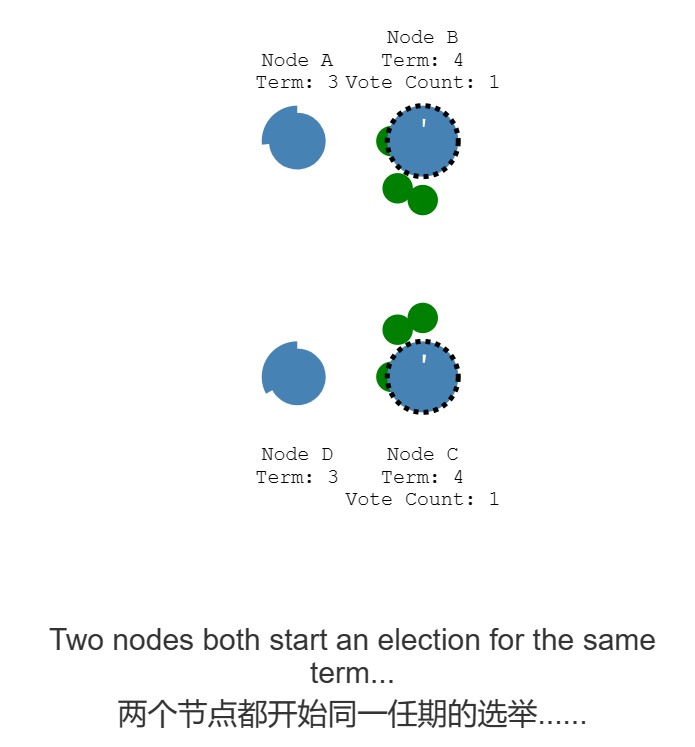 Node B
Node A
Term: 4
Term: 3
Vote Count: 1
Node D
Node C
Term: 3
Term: 4
Vote Count: 1
Two nodes both start an election for the same
term...
两个节点都开始同一任期的选举......